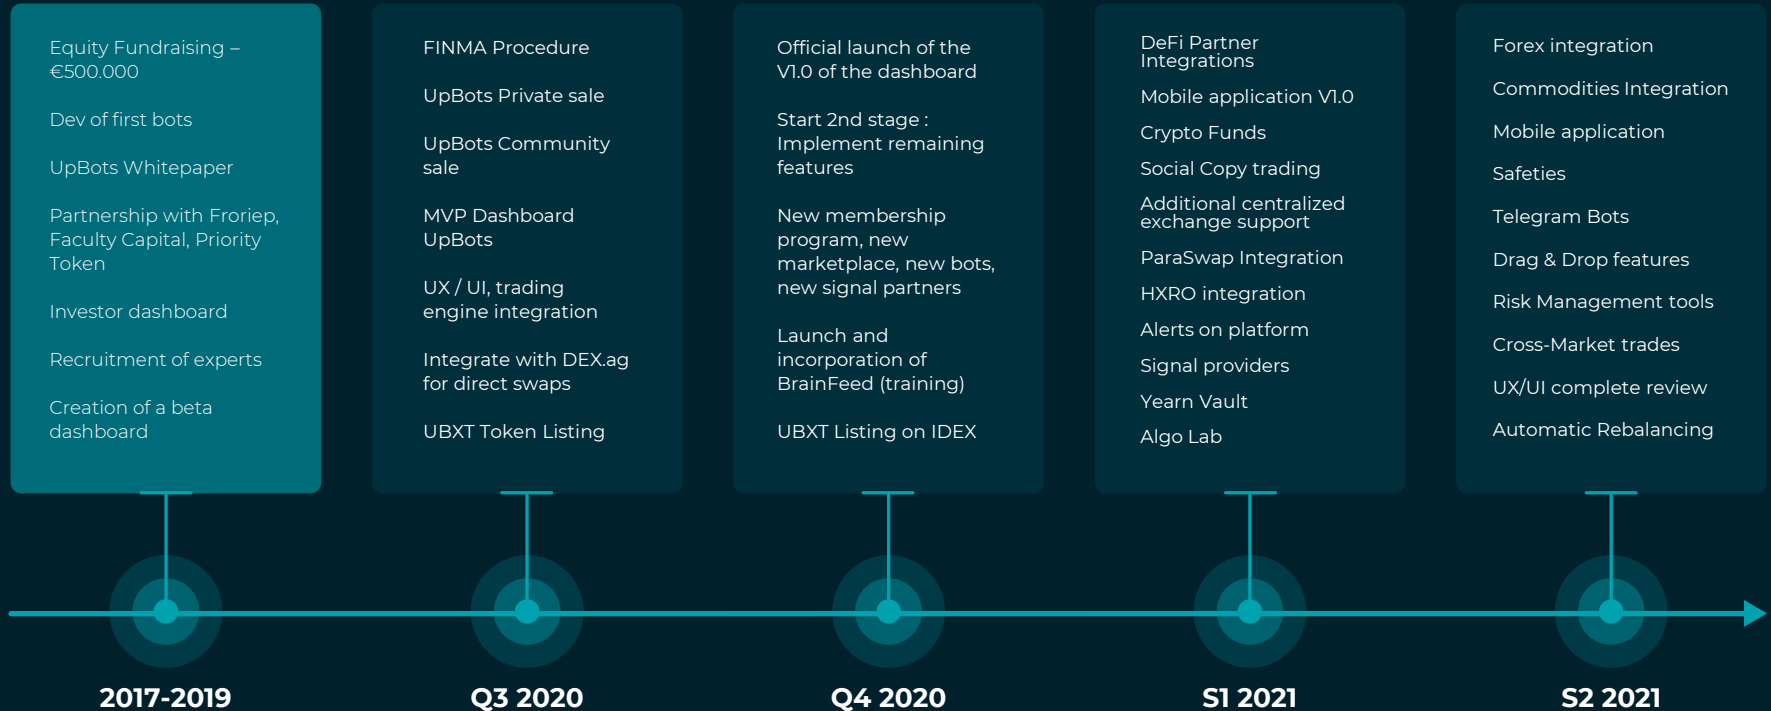 Equity Fundraising –
€500.000
Dev of first bots
UpBots Whitepaper
Partnership with Froriep,
Faculty Capital, Priority
Token
Investor dashboard
Recruitment of experts
Creation of a beta
dashboard
2017-2019
FINMA Procedure
UpBots Private sale
UpBots Community
sale
MVP Dashboard
UpBots
UX / UI, trading
engine integration
Integrate with DEX.ag
for direct swaps
UBXT Token Listing
Q3 2020
Official launch of the
V1.0 of the dashboard
Start 2nd stage :
Implement remaining
features
New membership
program, new
marketplace, new bots,
new signal partners
Launch and
incorporation of
BrainFeed (training)
UBXT Listing on IDEX
Q4 2020
DeFi Partner
Integrations
Mobile application V1.0
Crypto Funds
Social Copy trading
Additional centralized
exchange support
ParaSwap Integration
HXRO integration
Alerts on platform
Signal providers
Yearn Vault
Algo Lab
S1 2021
Forex integration
Commodities Integration
Mobile application
Safeties
Telegram Bots
Drag & Drop features
Risk Management tools
Cross-Market trades
UX/UI complete review
Automatic Rebalancing
S2 2021